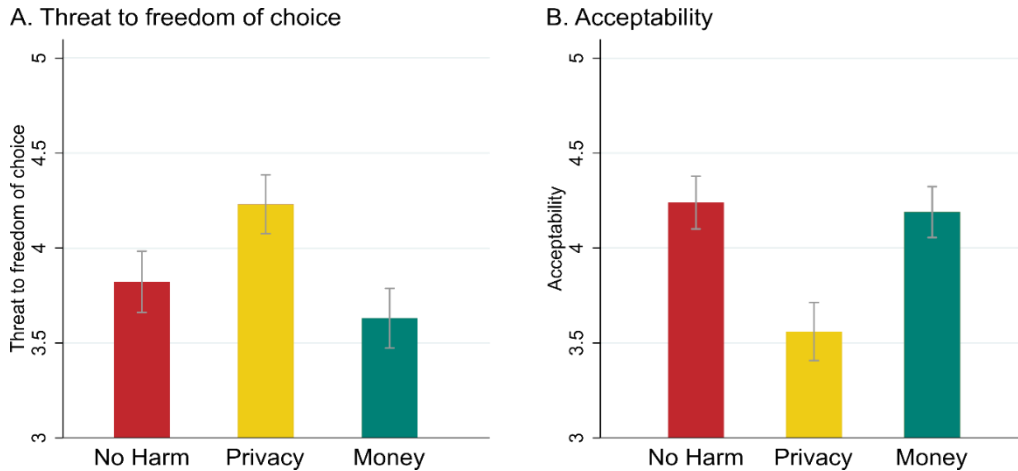 A. Threat to freedom of choice
Threat to freedom of choice
5
4.5
4
3.5
3
No Harm Privacy Money
B. Acceptability
Acceptability
5
4.5
4
3.5
3
No Harm Privacy Money